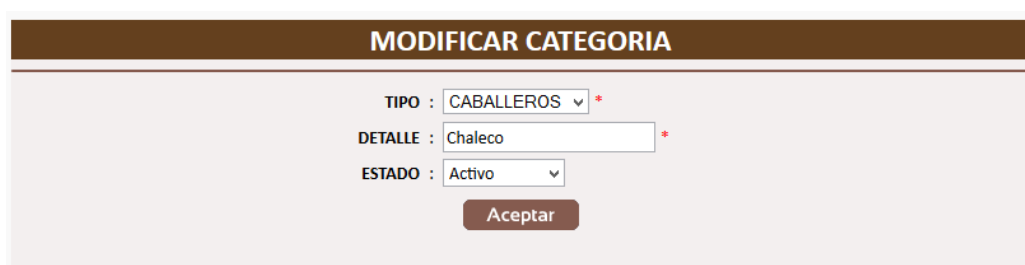 MODIFICAR CATEGORIA
TIPO : CABALLEROS *
DETALLE : Chaleco *
ESTADO : Activo
Aceptar